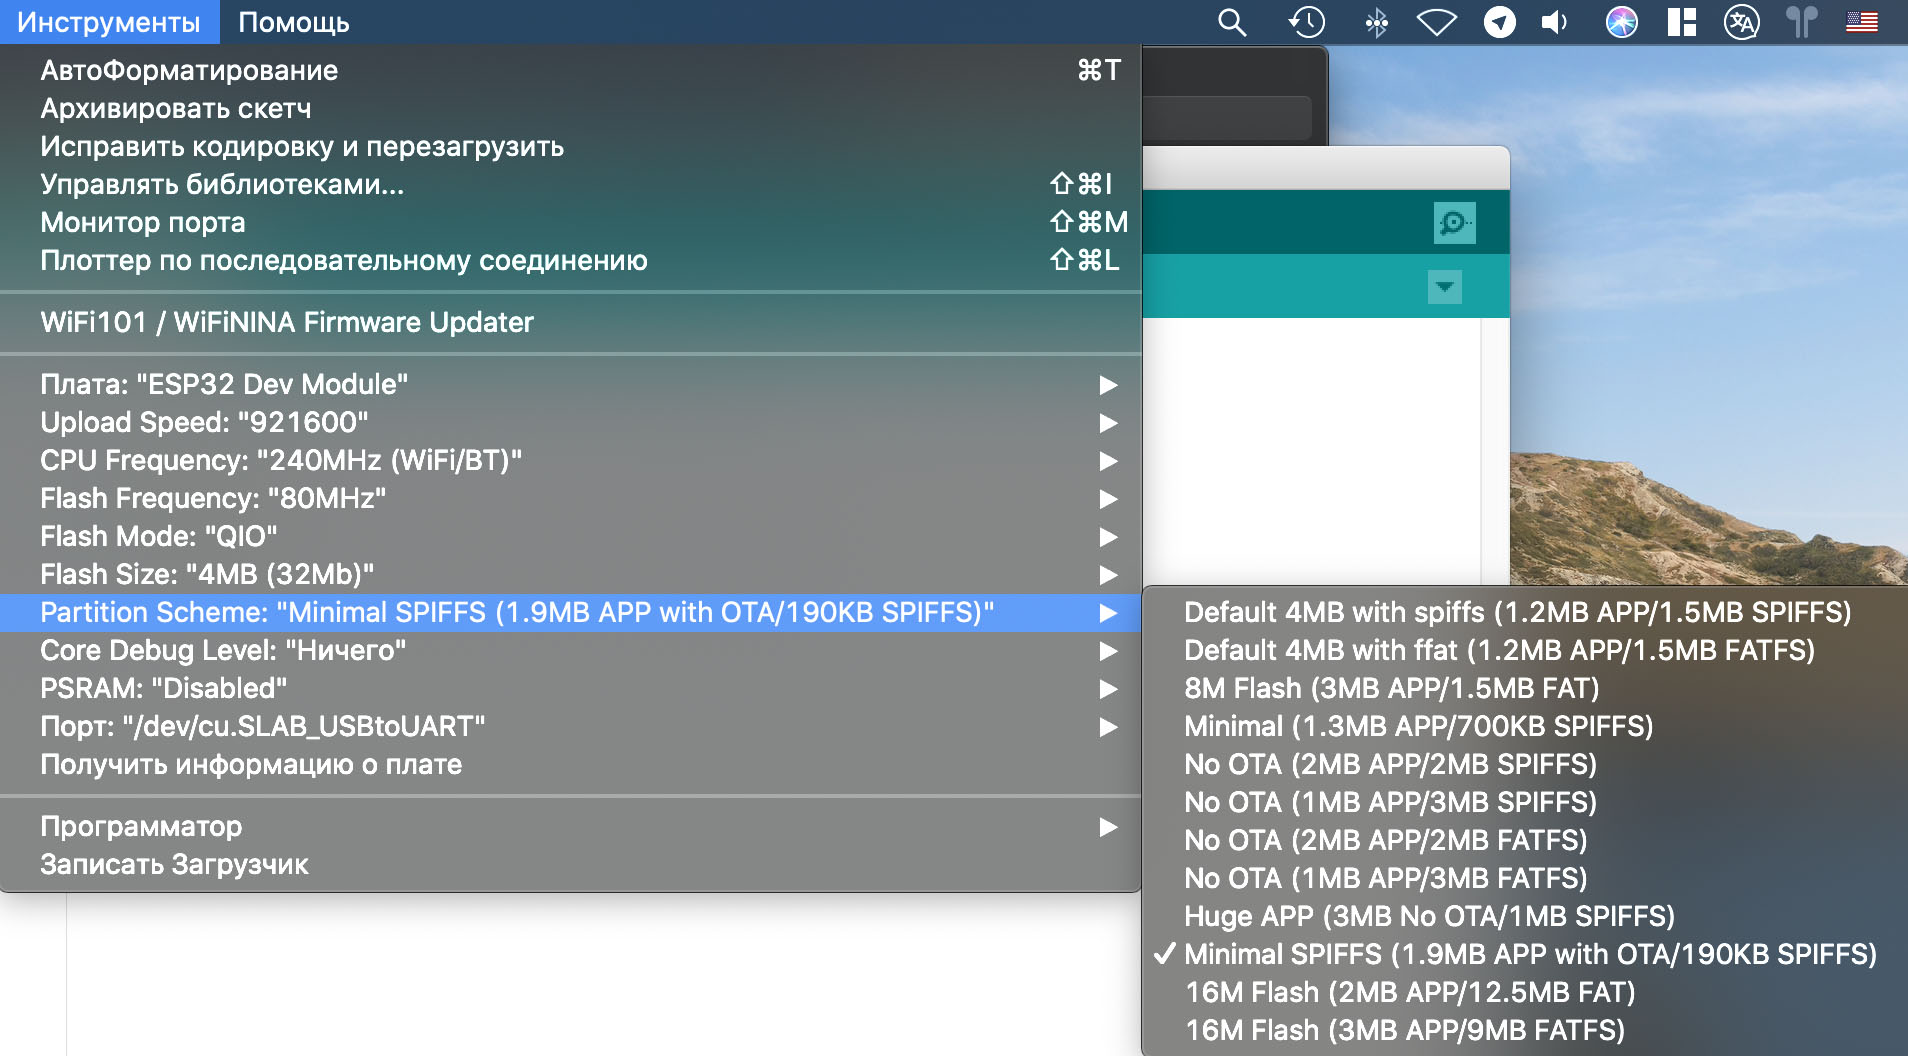 Инструменты Помощь
АвтоФорматирование ⌘T
Архивировать скетч
Исправить кодировку и перезагрузить
Управлять библиотеками... ⇧⌘I
Монитор порта ⇧⌘M
Плоттер по последовательному соединению ⇧⌘L
WiFi101 / WiFiNINA Firmware Updater
Плата: "ESP32 Dev Module"
Upload Speed: "921600"
CPU Frequency: "240MHz (WiFi/BT)"
Flash Frequency: "80MHz"
Flash Mode: "QIO"
Flash Size: "4MB (32Mb)"
Partition Scheme: "Minimal SPIFFS (1.9MB APP with OTA/190KB SPIFFS)"
Core Debug Level: "Ничего"
PSRAM: "Disabled"
Порт: "/dev/cu.SLAB_USBtoUART"
Получить информацию о плате
Программатор
Записать Загрузчик
Default 4MB with spiffs (1.2MB APP/1.5MB SPIFFS)
Default 4MB with ffat (1.2MB APP/1.5MB FATFS)
8M Flash (3MB APP/1.5MB FAT)
Minimal (1.3MB APP/700KB SPIFFS)
No OTA (2MB APP/2MB SPIFFS)
No OTA (1MB APP/3MB SPIFFS)
No OTA (2MB APP/2MB FATFS)
No OTA (1MB APP/3MB FATFS)
Huge APP (3MB No OTA/1MB SPIFFS)
✓ Minimal SPIFFS (1.9MB APP with OTA/190KB SPIFFS)
16M Flash (2MB APP/12.5MB FAT)
16M Flash (3MB APP/9MB FATFS)